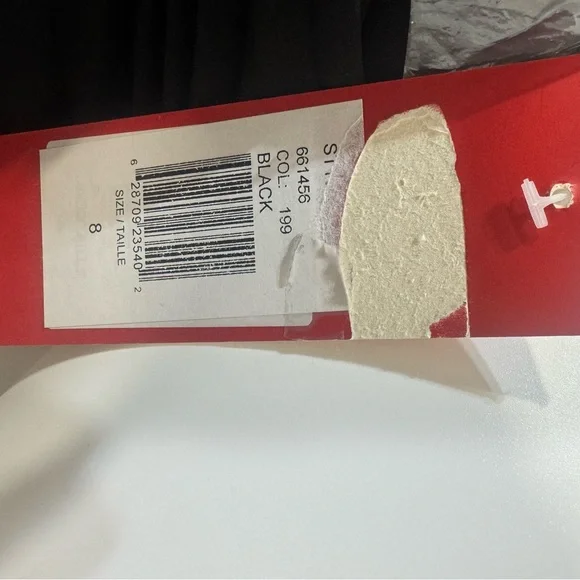 661456
COL: 199
BLACK
6 28709 23540 2
SIZE / TAILLE
8